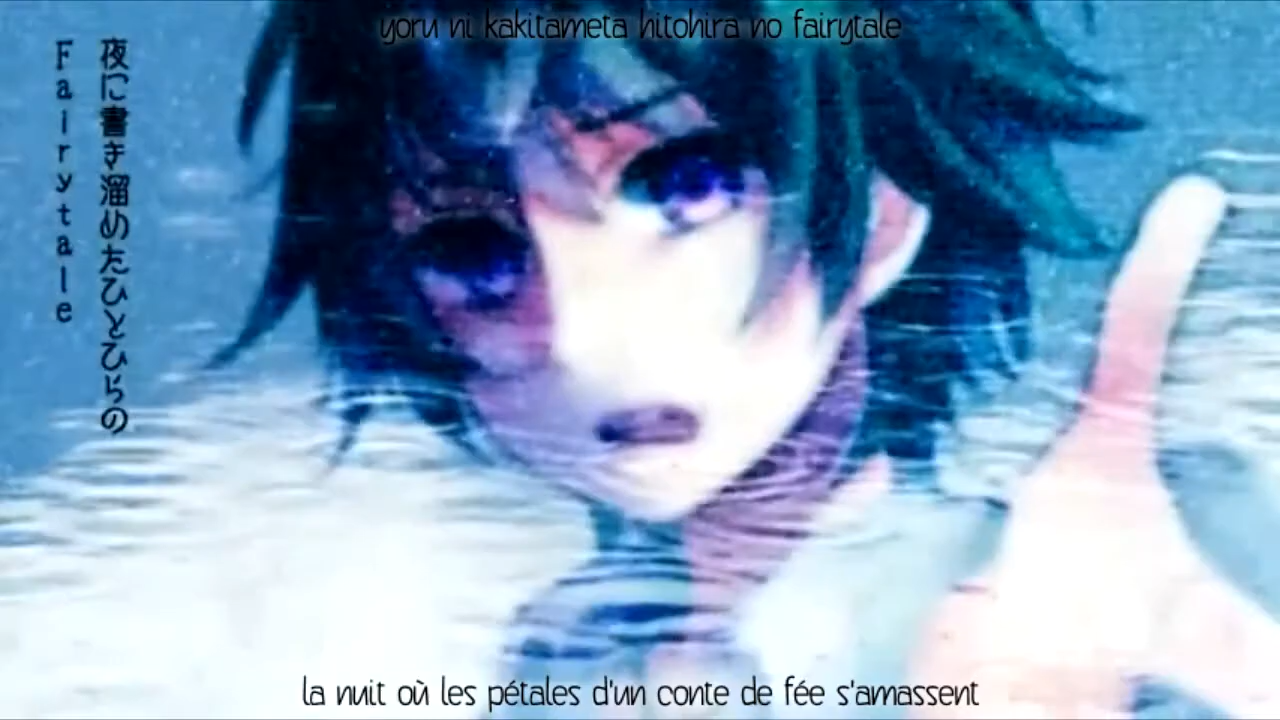 yoru ni kakitameta hitohira no fairytale
夜に書き溜めたひとひらの
Fairytale
la nuit où les pétales d'un conte de fée s'amassent